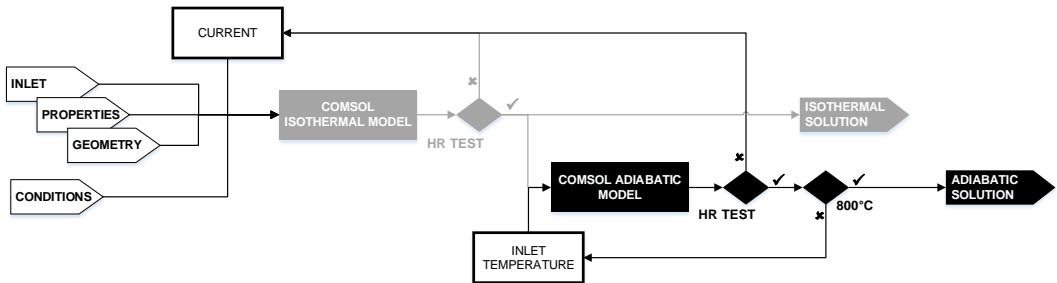 CURRENT
INLET
PROPERTIES
GEOMETRY
CONDITIONS
COMSOL
ISOTHERMAL MODEL
HR TEST
ISOTHERMAL
SOLUTION
COMSOL ADIABATIC
MODEL
HR TEST
800°C
ADIABATIC
SOLUTION
INLET
TEMPERATURE